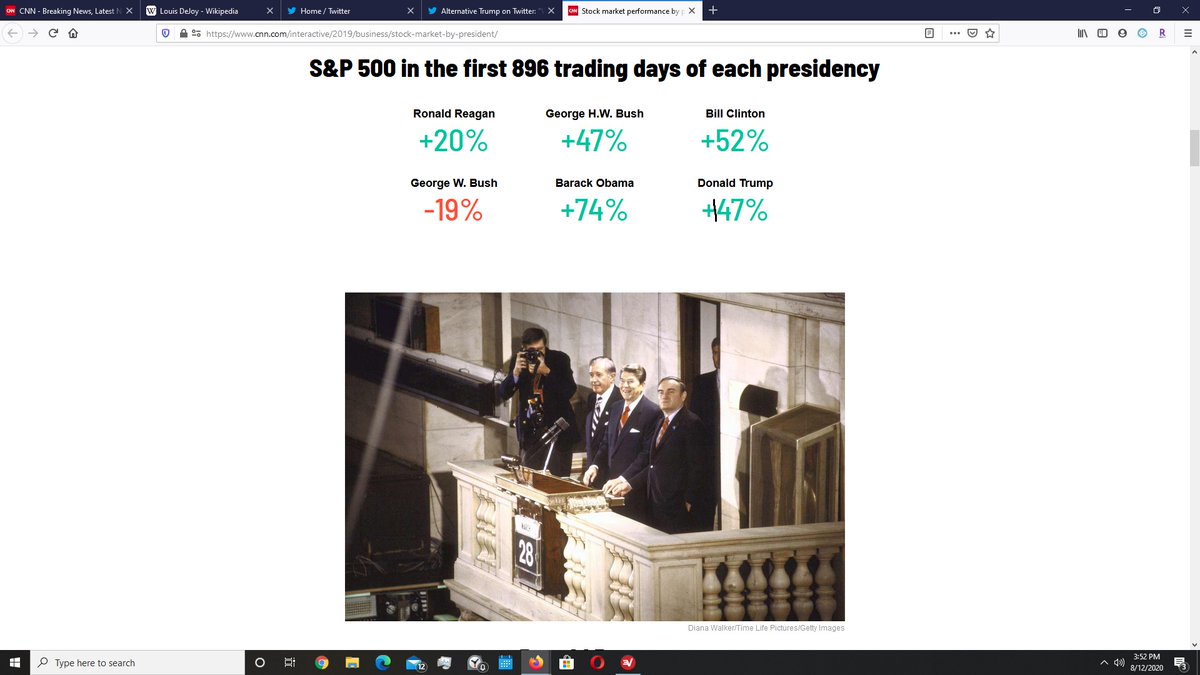 CNN - Breaking News, Latest N
Louis DeJoy - Wikipedia
Home / Twitter
Alternative Trump on Twitter: "
Stock market performance by p
https://www.cnn.com/interactive/2019/business/stock-market-by-president/
S&P 500 in the first 896 trading days of each presidency
Ronald Reagan George H.W. Bush Bill Clinton
+20% +47% +52%
George W. Bush Barack Obama Donald Trump
-19% +74% +47%
MARCH
28
Diana Walker/Time Life Pictures/Getty Images
Type here to search
12
3:52 PM
8/12/2020
3